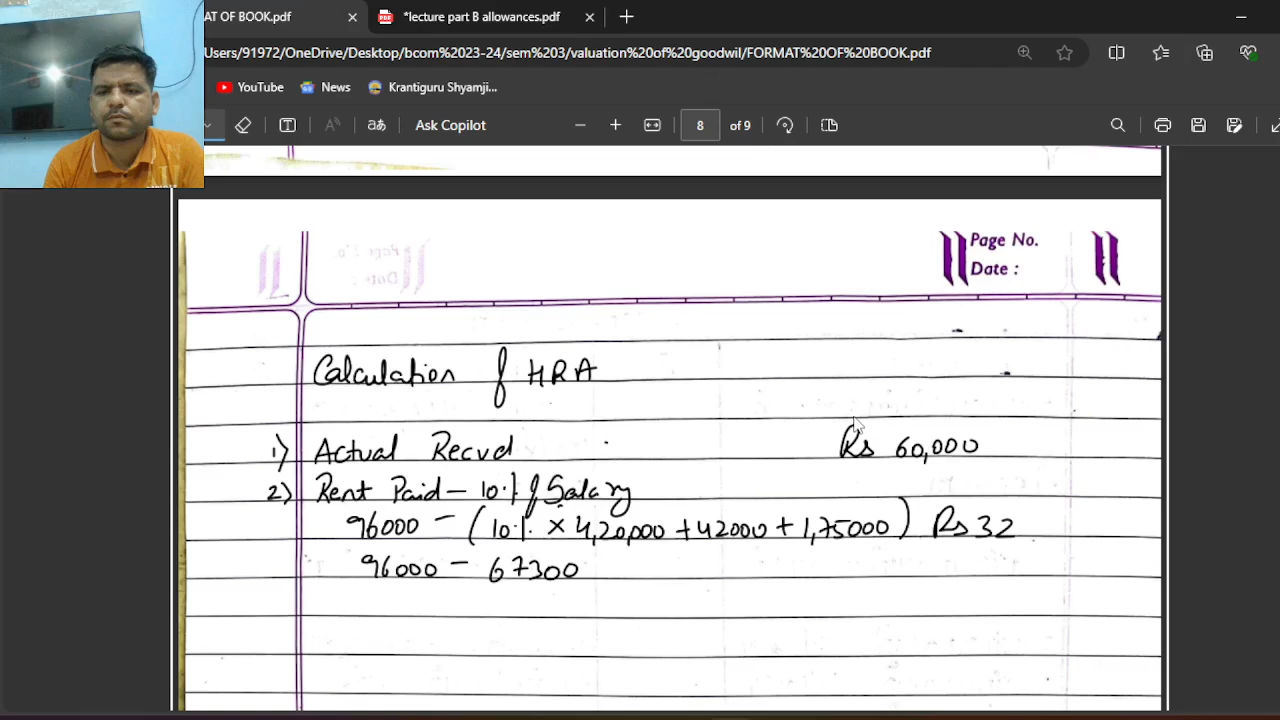 AT OF BOOK.pdf
*lecture part B allowances.pdf
Users/91972/OneDrive/Desktop/bcom%2023-24/sem%203/valuation%20of%20goodwil/FORMAT%20OF%20BOOK.pdf
YouTube
News
Krantiguru Shyamji...
aあ
Ask Copilot
8
of 9
Page No.
Date :
Calculation of HRA
1) Actual Recvd Rs 60,000
2) Rent Paid - 10% of Salary
96000 - (10% × 4,20,000 + 42000 + 1,75000) Rs 32
96000 - 67300